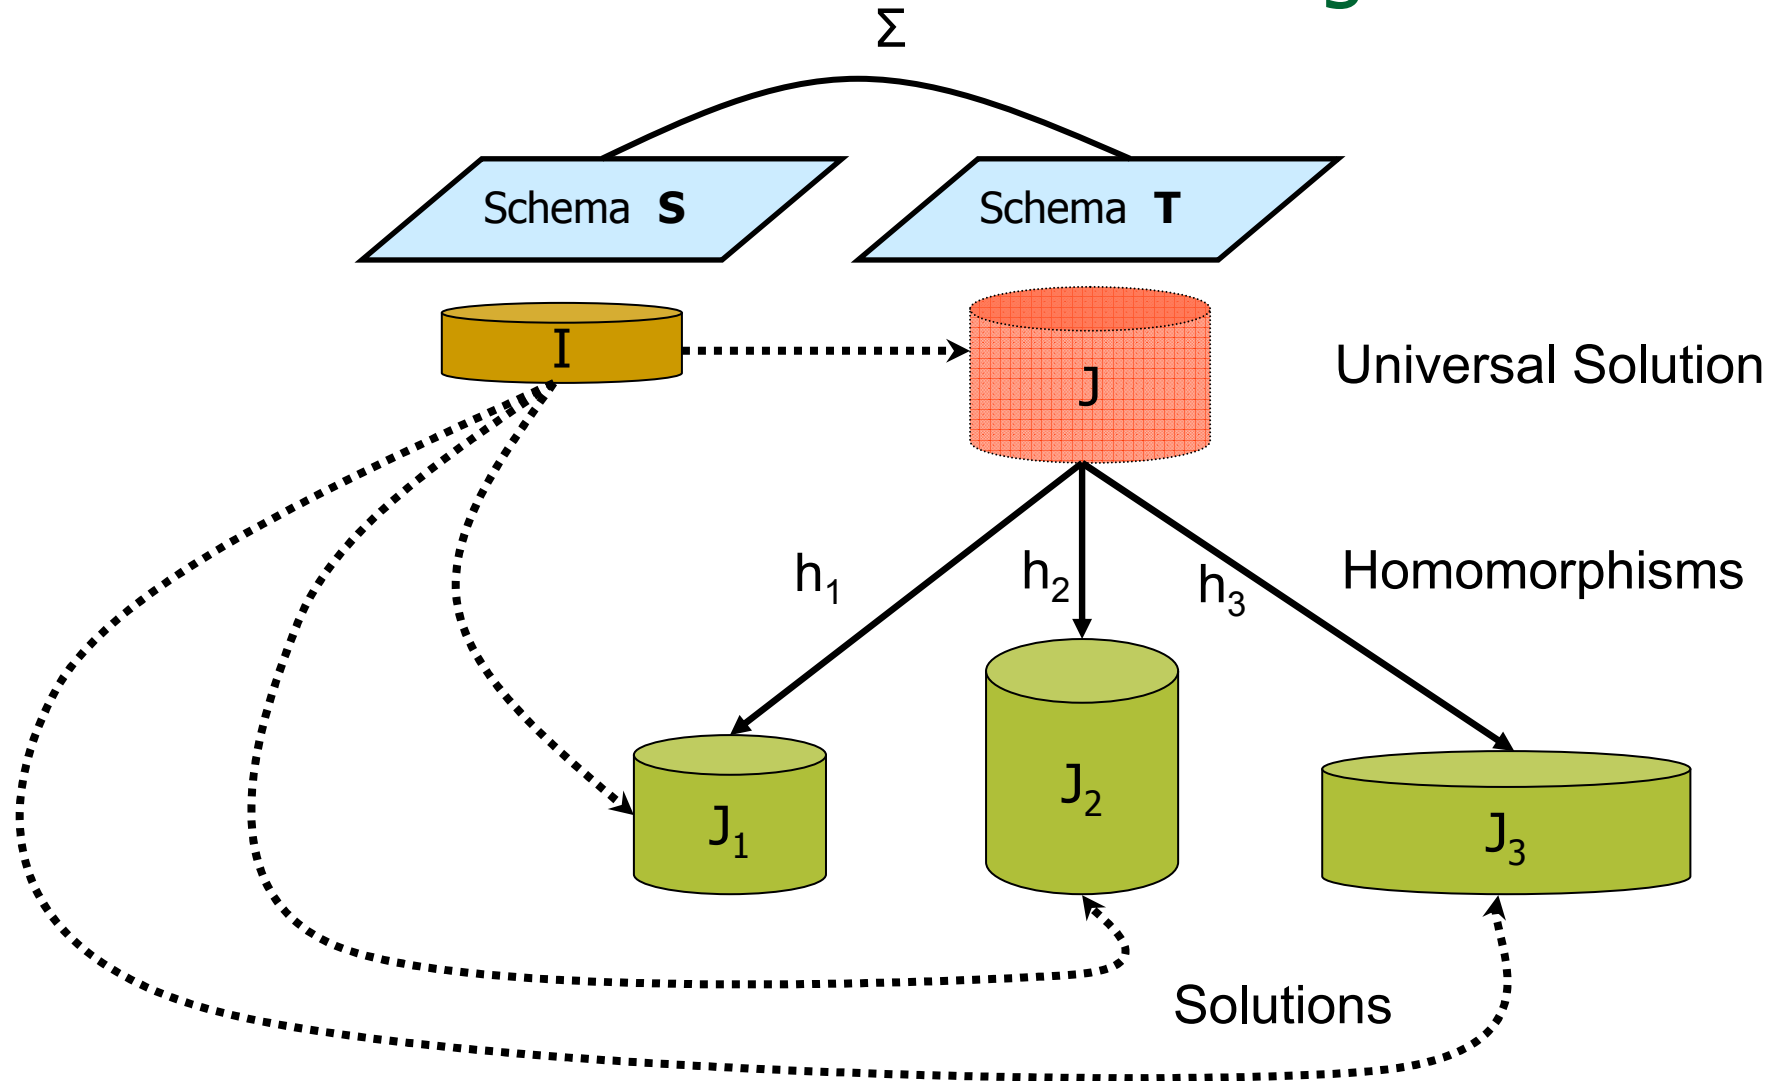 Σ
Schema S
Schema T
I
J
Universal Solution
h₁
h₂
h₃
Homomorphisms
J₁
J₂
J₃
Solutions